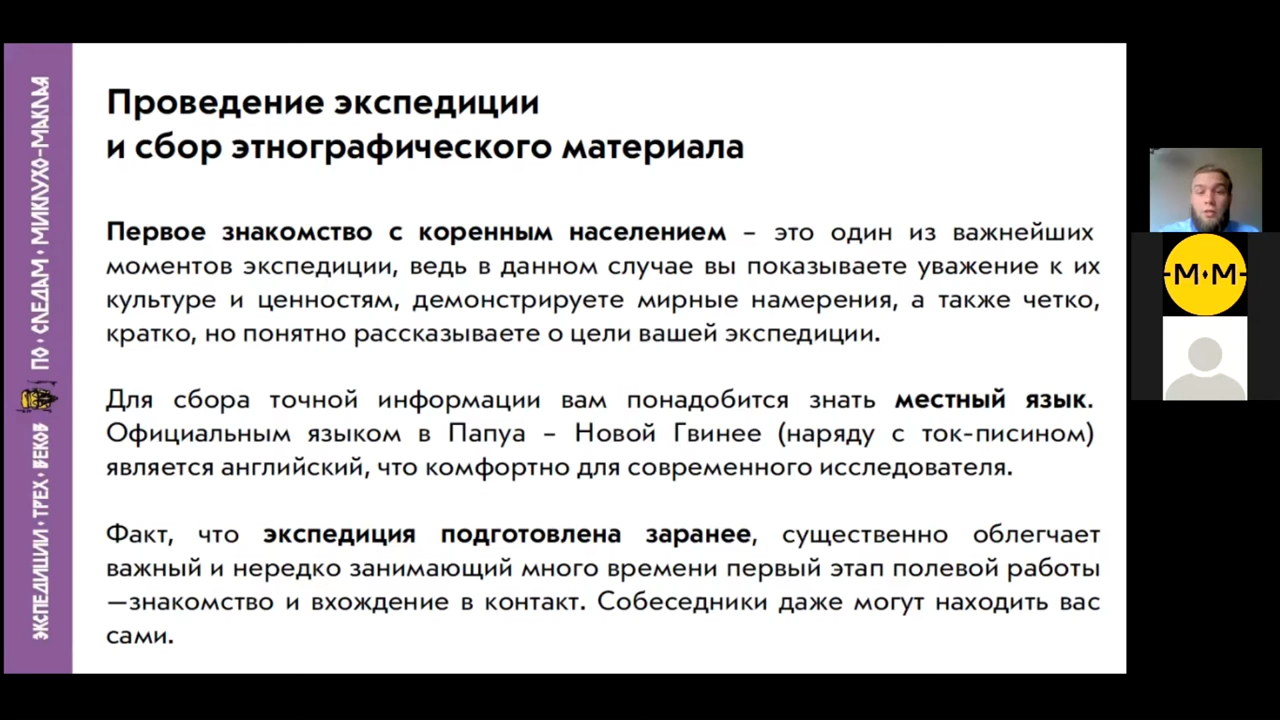 Проведение экспедиции
и сбор этнографического материала
Первое знакомство с коренным населением – это один из важнейших
моментов экспедиции, ведь в данном случае вы показываете уважение к их
культуре и ценностям, демонстрируете мирные намерения, а также четко,
кратко, но понятно рассказываете о цели вашей экспедиции.
Для сбора точной информации вам понадобится знать местный язык.
Официальным языком в Папуа – Новой Гвинее (наряду с ток-писином)
является английский, что комфортно для современного исследователя.
Факт, что экспедиция подготовлена заранее, существенно облегчает
важный и нередко занимающий много времени первый этап полевой работы
—знакомство и вхождение в контакт. Собеседники даже могут находить вас
сами.
ЭКСПЕДИЦИИ • ТРЕХ • ВЕКОВ
ПО • СЛЕДАМ • МИКЛУХО-МАКЛАЯ
-М•М-